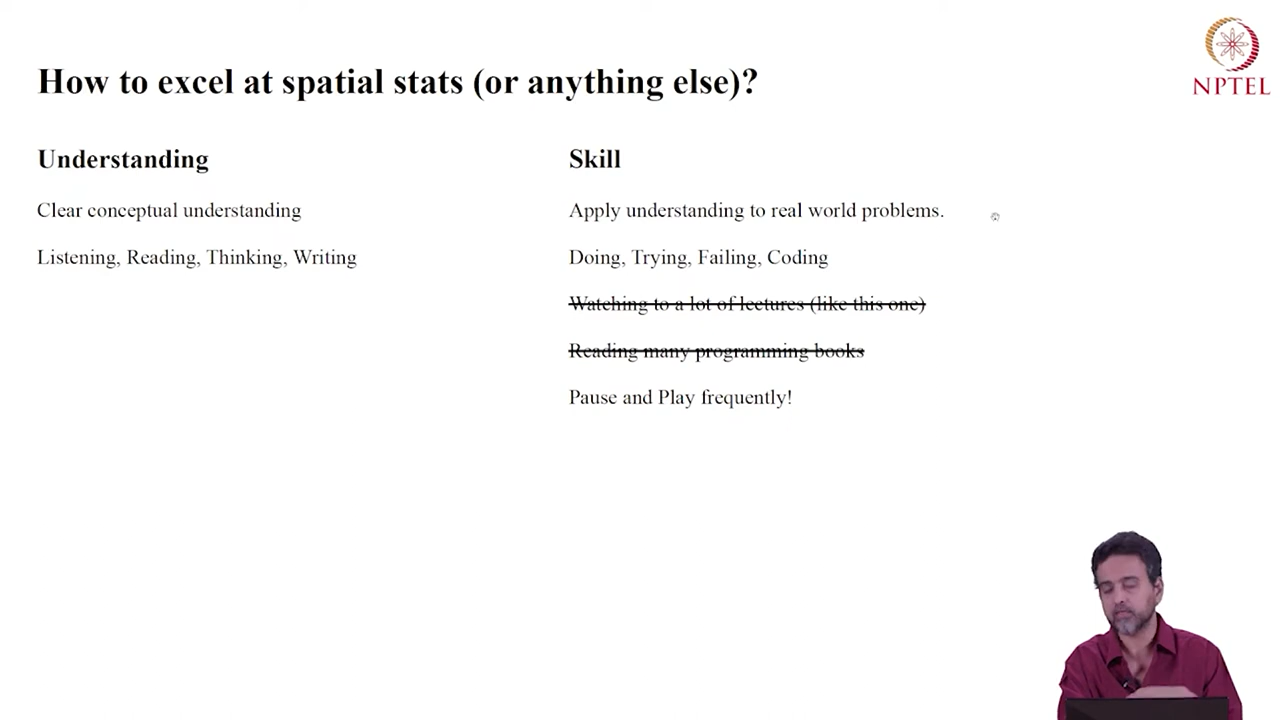 How to excel at spatial stats (or anything else)?
NPTEL
Understanding
Clear conceptual understanding
Listening, Reading, Thinking, Writing
Skill
Apply understanding to real world problems.
Doing, Trying, Failing, Coding
Watching to a lot of lectures (like this one)
Reading many programming books
Pause and Play frequently!